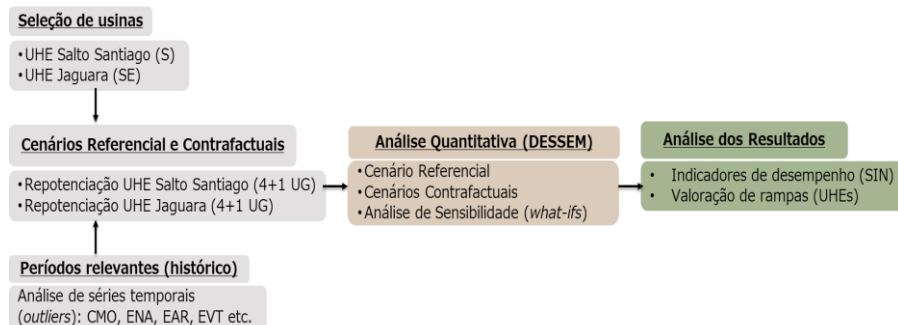 Seleção de usinas
•UHE Salto Santiago (S)
•UHE Jaguara (SE)
Cenários Referencial e Contrafactuais
•Repotenciação UHE Salto Santiago (4+1 UG)
•Repotenciação UHE Jaguara (4+1 UG)
Períodos relevantes (histórico)
Análise de séries temporais
(outliers): CMO, ENA, EAR, EVT etc.
Análise Quantitativa (DESSEM)
•Cenário Referencial
•Cenários Contrafactuais
•Análise de Sensibilidade (what-ifs)
Análise dos Resultados
• Indicadores de desempenho (SIN)
• Valoração de rampas (UHEs)